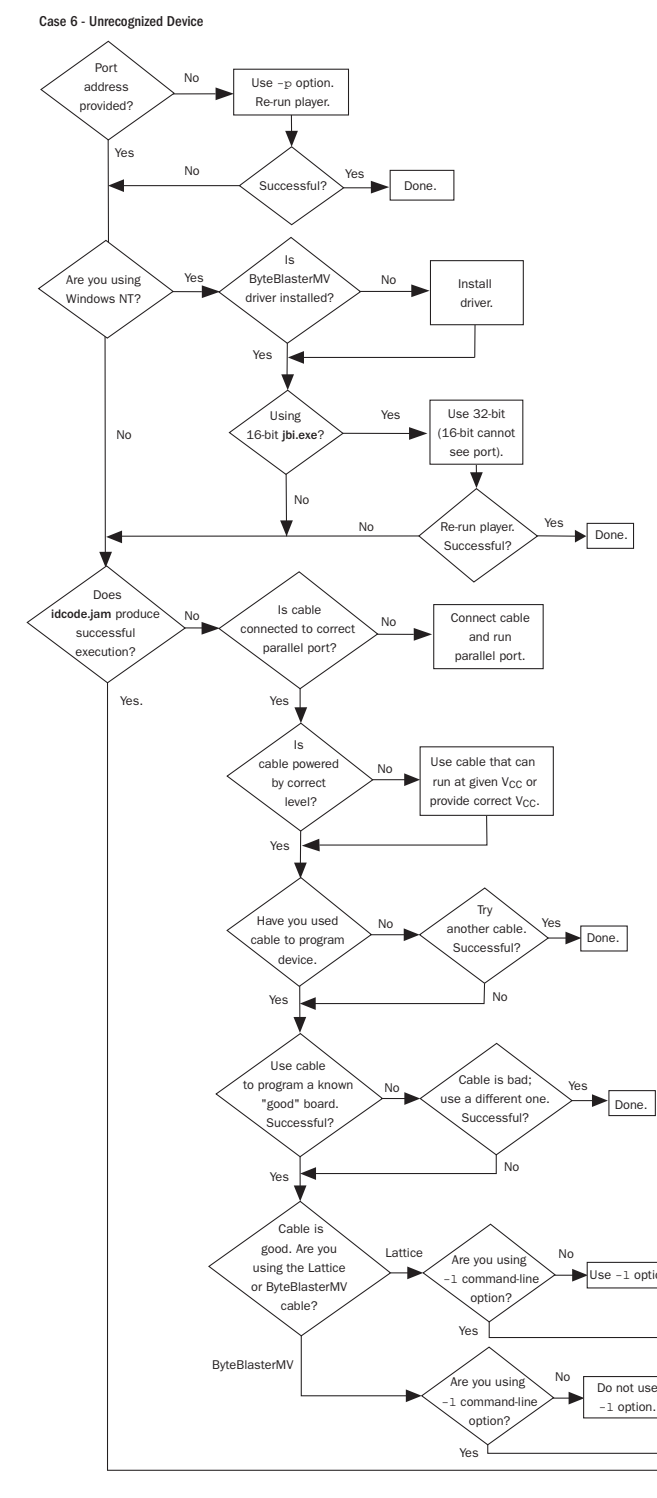 Case 6 - Unrecognized Device
Port
address
provided?
No
Use -p option.
Re-run player.
Yes
No
Successful?
Yes
Done.
Are you using
Windows NT?
Yes
Is
ByteBlasterMV
driver installed?
No
Install
driver.
Yes
Using
16-bit jbi.exe?
Yes
Use 32-bit
(16-bit cannot
see port).
No
No
No
Re-run player.
Successful?
Yes
Done.
Does
idcode.jam produce
successful
execution?
No
Is cable
connected to correct
parallel port?
No
Connect cable
and run
parallel port.
Yes.
Yes
Is
cable powered
by correct
level?
No
Use cable that can
run at given VCC or
provide correct VCC.
Yes
Have you used
cable to program
device.
No
Try
another cable.
Successful?
Yes
Done.
Yes
No
Use cable
to program a known
"good" board.
Successful?
No
Cable is bad;
use a different one.
Successful?
Yes
Done.
Yes
No
Cable is
good. Are you
using the Lattice
or ByteBlasterMV
cable?
Lattice
Are you using
-l command-line
option?
No
Use -l optio
Yes
ByteBlasterMV
Are you using
-l command-line
option?
No
Do not use
-l option.
Yes